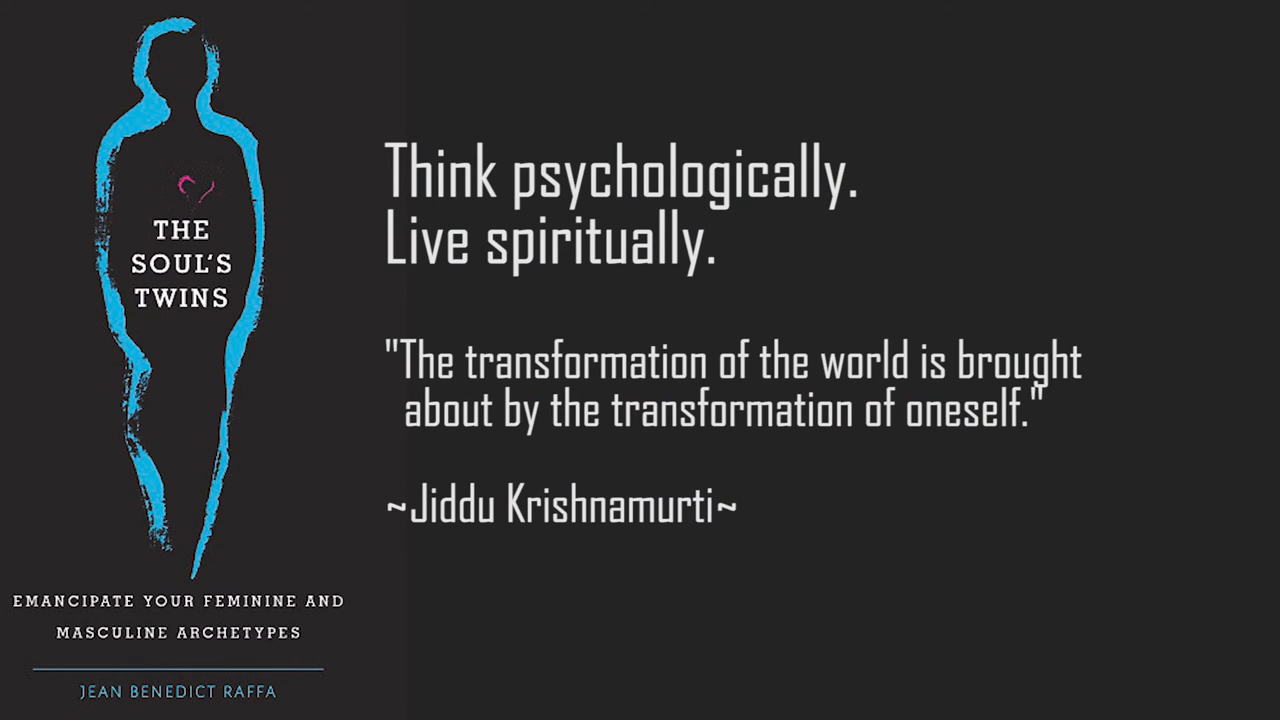 THE
SOUL'S
TWINS
EMANCIPATE YOUR FEMININE AND
MASCULINE ARCHETYPES
JEAN BENEDICT RAFFA
Think psychologically.
Live spiritually.
"The transformation of the world is brought
about by the transformation of oneself."
~Jiddu Krishnamurti~